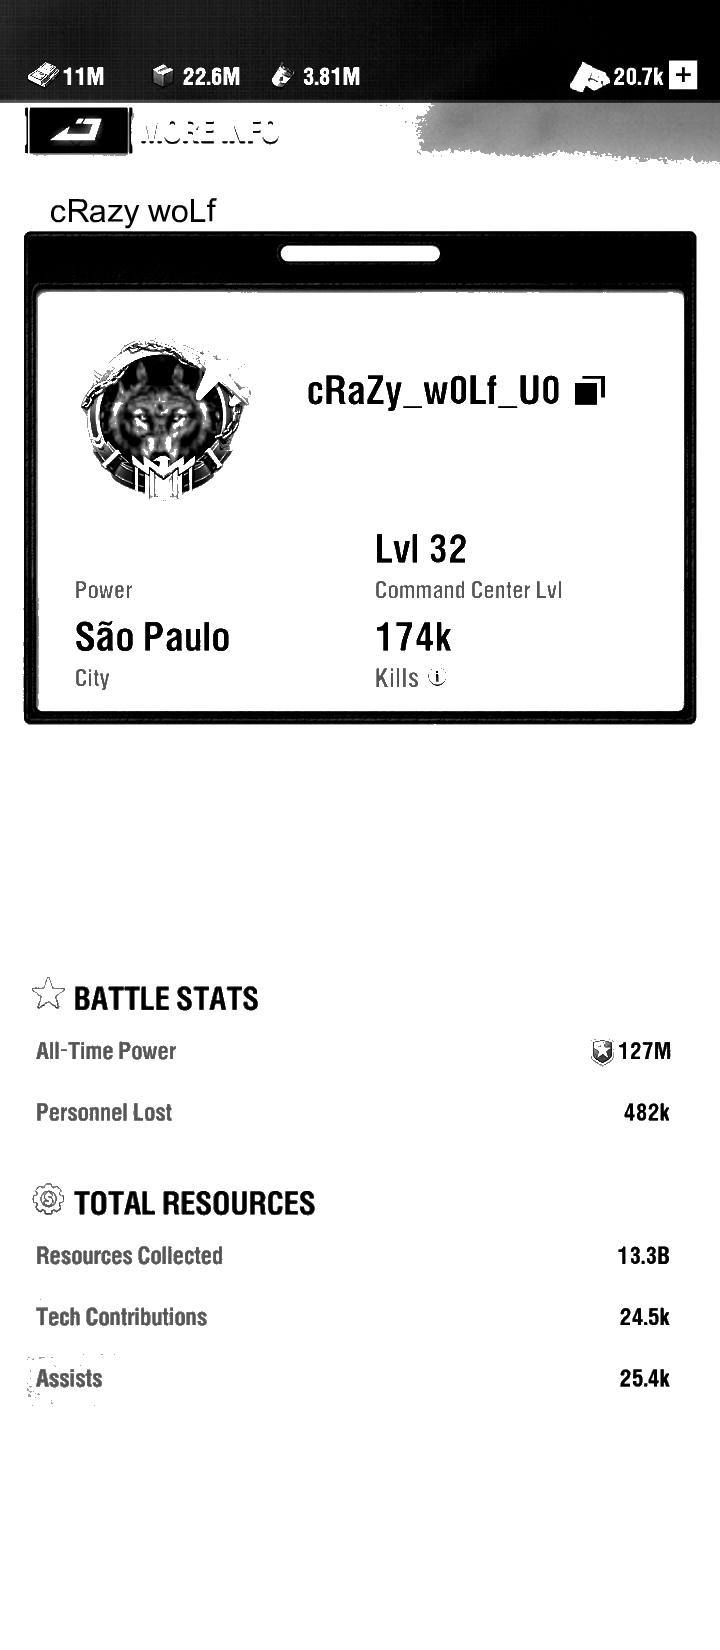 11M 22.6M 3.81M 20.7k +
MORE INFO
cRazy woLf
cRaZy_w0Lf_U0
Lvl 32
Power Command Center Lvl
São Paulo 174k
City Kills
BATTLE STATS
All-Time Power 127M
Personnel Lost 482k
TOTAL RESOURCES
Resources Collected 13.3B
Tech Contributions 24.5k
Assists 25.4k